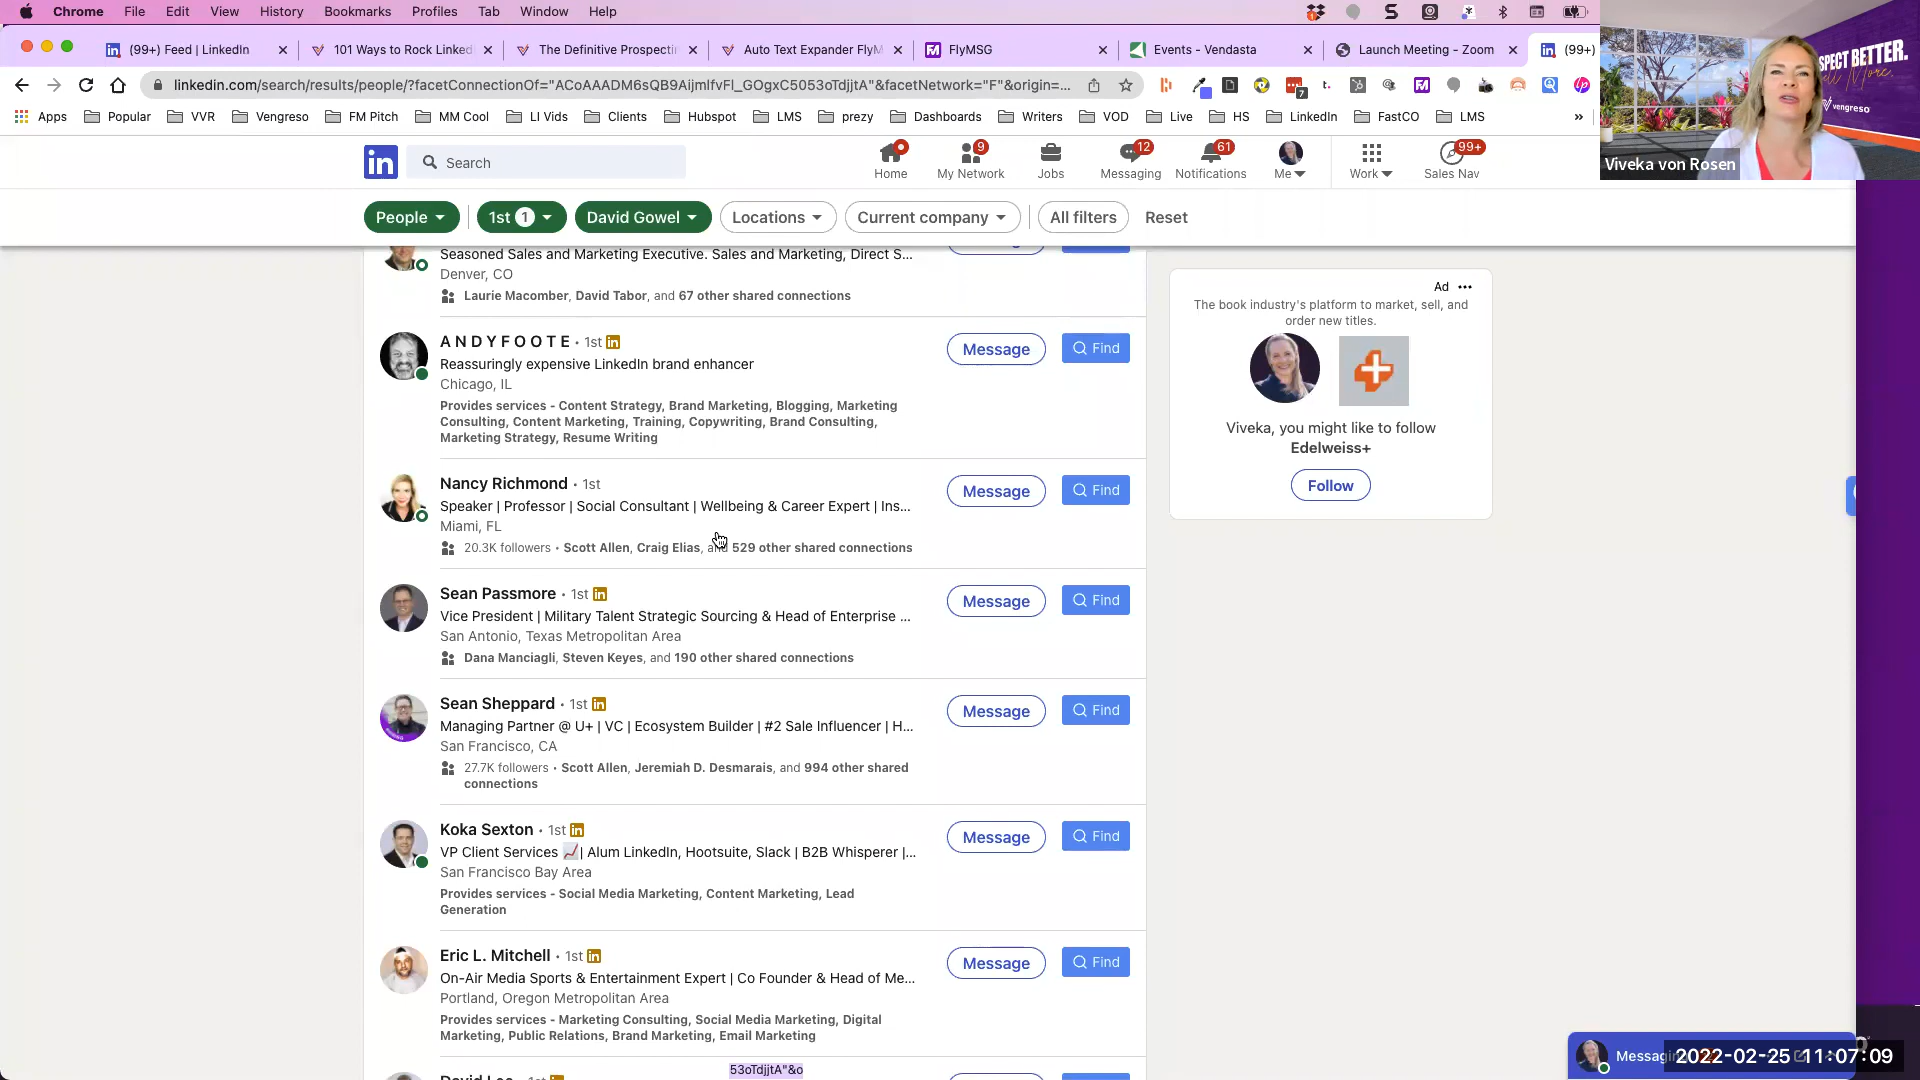 Chrome File Edit View History Bookmarks Profiles Tab Window Help
(99+) Feed | LinkedIn
101 Ways to Rock Linked
The Definitive Prospecti
Auto Text Expander FlyM
FlyMSG
Events - Vendasta
Launch Meeting - Zoom
(99+)
linkedin.com/search/results/people/?facetConnectionOf="ACoAAADM6sQB9AijmlfvFl_GOgxC5053oTdjjtA"&facetNetwork="F"&origin=...
7
Apps Popular VVR Vengreso FM Pitch MM Cool LI Vids Clients Hubspot LMS prezy Dashboards Writers VOD Live HS LinkedIn FastCO LMS »
SPECT BETTER.
ell More.
vengreso
Viveka von Rosen
in Search
9 12 61 99+
Home My Network Jobs Messaging Notifications Me Work Sales Nav
People 1st 1 David Gowel Locations Current company All filters Reset
Seasoned Sales and Marketing Executive. Sales and Marketing, Direct S...
Denver, CO
Laurie Macomber, David Tabor, and 67 other shared connections
A N D Y F O O T E • 1st in
Message Find
Reassuringly expensive LinkedIn brand enhancer
Chicago, IL
Provides services - Content Strategy, Brand Marketing, Blogging, Marketing
Consulting, Content Marketing, Training, Copywriting, Brand Consulting,
Marketing Strategy, Resume Writing
Nancy Richmond • 1st
Message Find
Speaker | Professor | Social Consultant | Wellbeing & Career Expert | Ins...
Miami, FL
20.3K followers • Scott Allen, Craig Elias, and 529 other shared connections
Sean Passmore • 1st in
Message Find
Vice President | Military Talent Strategic Sourcing & Head of Enterprise ...
San Antonio, Texas Metropolitan Area
Dana Manciagli, Steven Keyes, and 190 other shared connections
Sean Sheppard • 1st in
Message Find
Managing Partner @ U+ | VC | Ecosystem Builder | #2 Sale Influencer | H...
San Francisco, CA
27.7K followers • Scott Allen, Jeremiah D. Desmarais, and 994 other shared
connections
Koka Sexton • 1st in
Message Find
VP Client Services 📈| Alum LinkedIn, Hootsuite, Slack | B2B Whisperer |...
San Francisco Bay Area
Provides services - Social Media Marketing, Content Marketing, Lead
Generation
Eric L. Mitchell • 1st in
Message Find
On-Air Media Sports & Entertainment Expert | Co Founder & Head of Me...
Portland, Oregon Metropolitan Area
Provides services - Marketing Consulting, Social Media Marketing, Digital
Marketing, Public Relations, Brand Marketing, Email Marketing
53oTdjjtA"&o
Ad •••
The book industry's platform to market, sell, and
order new titles.
Viveka, you might like to follow
Edelweiss+
Follow
2022-02-25 11:07:09